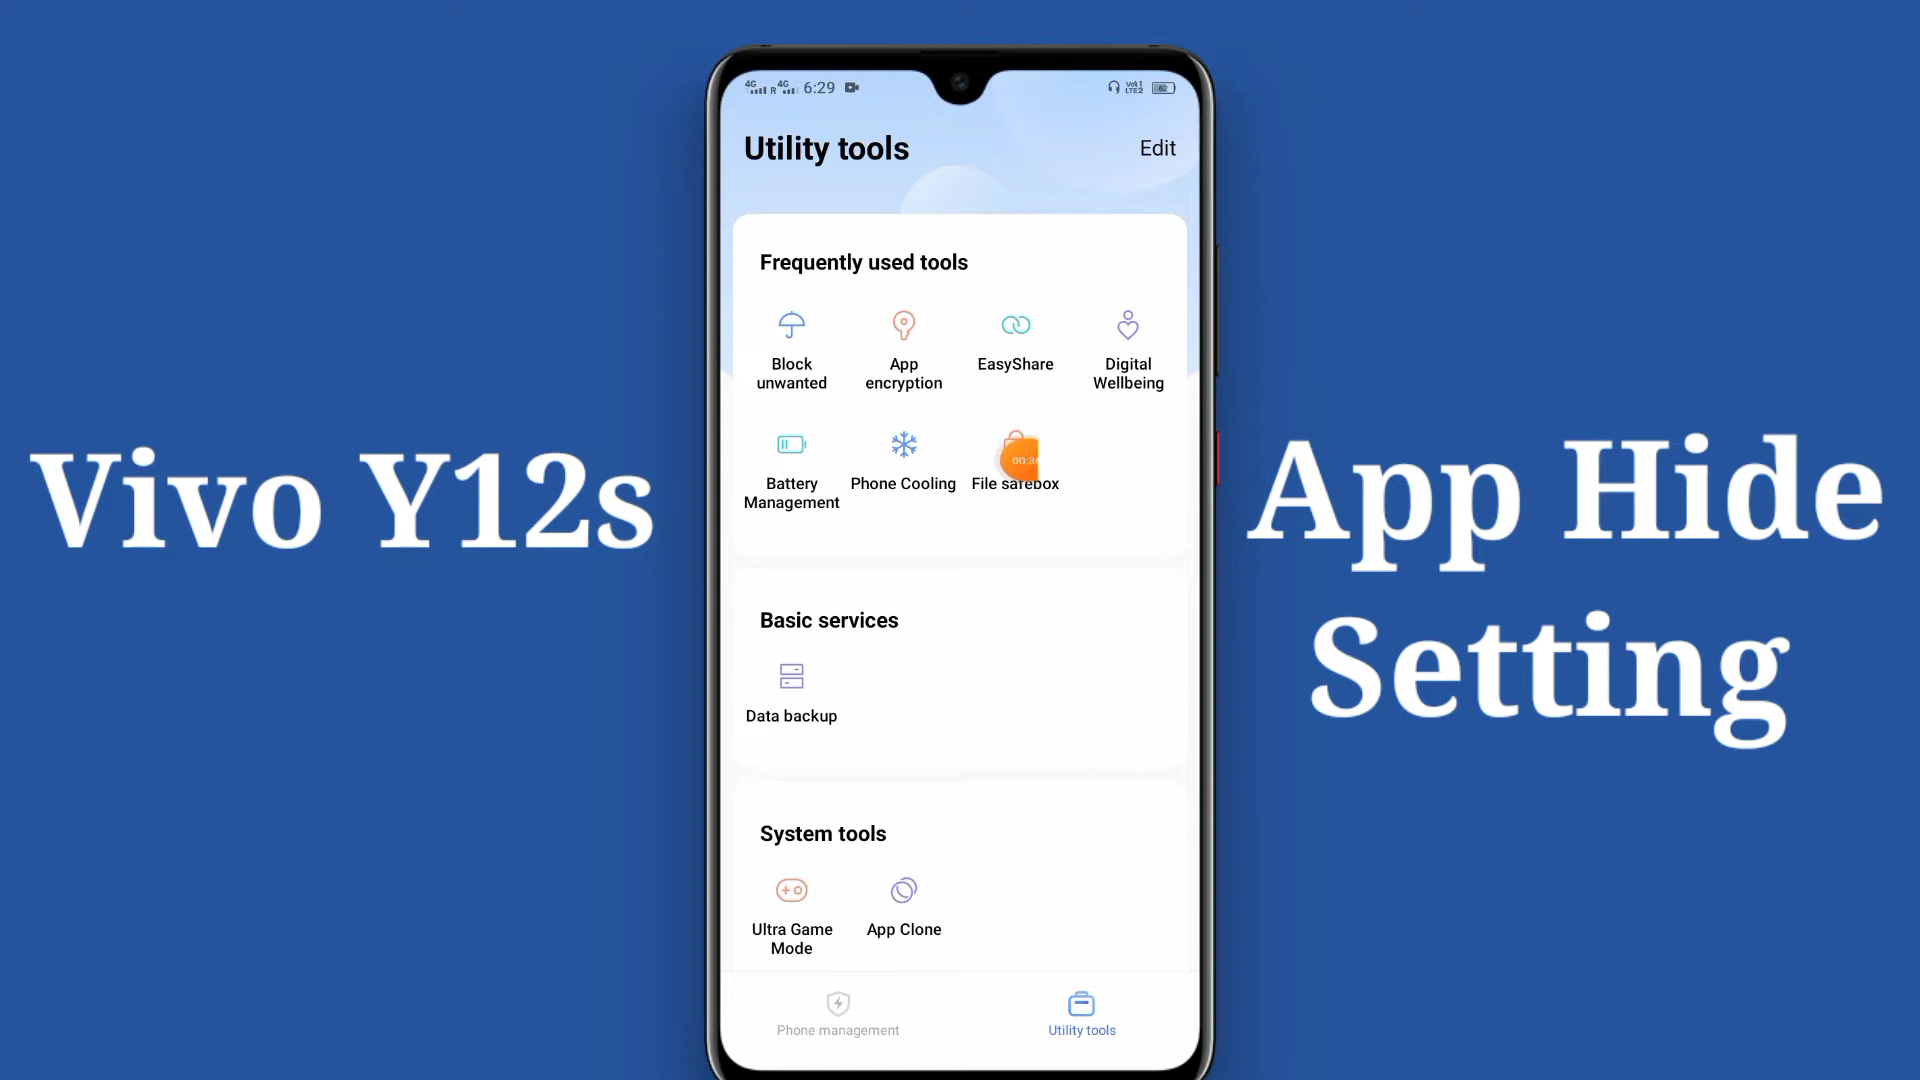 4G R 4G 6:29
Utility tools
Edit
Frequently used tools
Block
unwanted
App
encryption
EasyShare
Digital
Wellbeing
Battery
Management
Phone Cooling
File safebox
Basic services
Data backup
System tools
Ultra Game
Mode
App Clone
Phone management
Utility tools
Vivo Y12s
App Hide
Setting